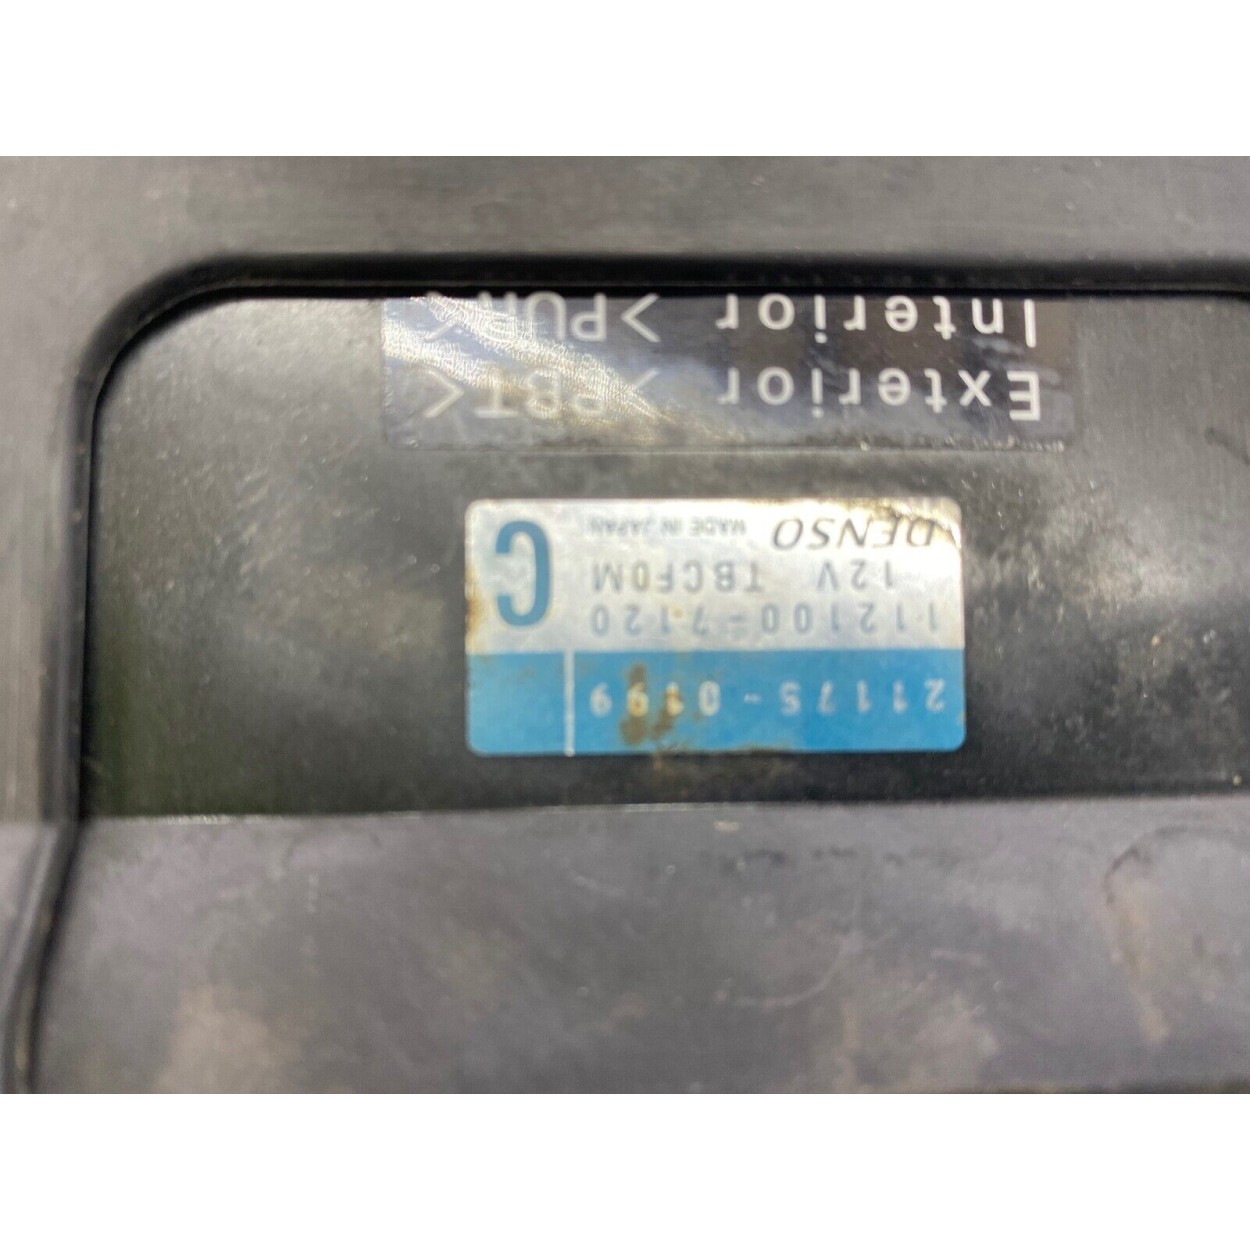 21175-0199
112100-7120
12V TBCF0M
DENSO MADE IN JAPAN
C
Exterior >PBT<
Interior >PUR<